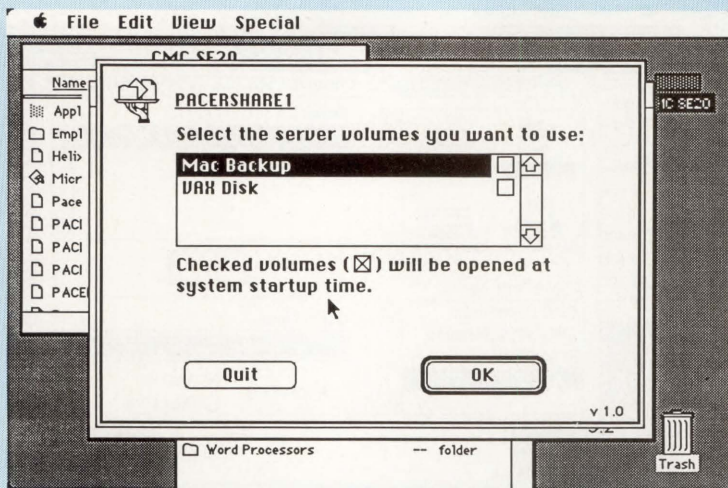 File Edit View Special
CMC SE20
Name
Appl
Empl
Helix
Micr
Pace
PACI
PACI
PACI
PACEI
PACERSHARE1
Select the server volumes you want to use:
Mac Backup
VAX Disk
Checked volumes (☒) will be opened at
system startup time.
Quit
OK
v 1.0
Word Processors -- folder
Trash